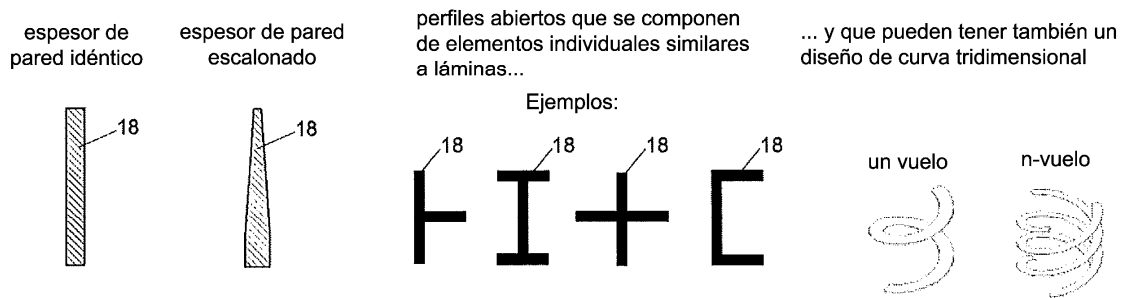 espesor de
pared idéntico
espesor de pared
escalonado
perfiles abiertos que se componen
de elementos individuales similares
a láminas...
Ejemplos:
... y que pueden tener también un
diseño de curva tridimensional
18
18
18
18
18
18
un vuelo
n-vuelo